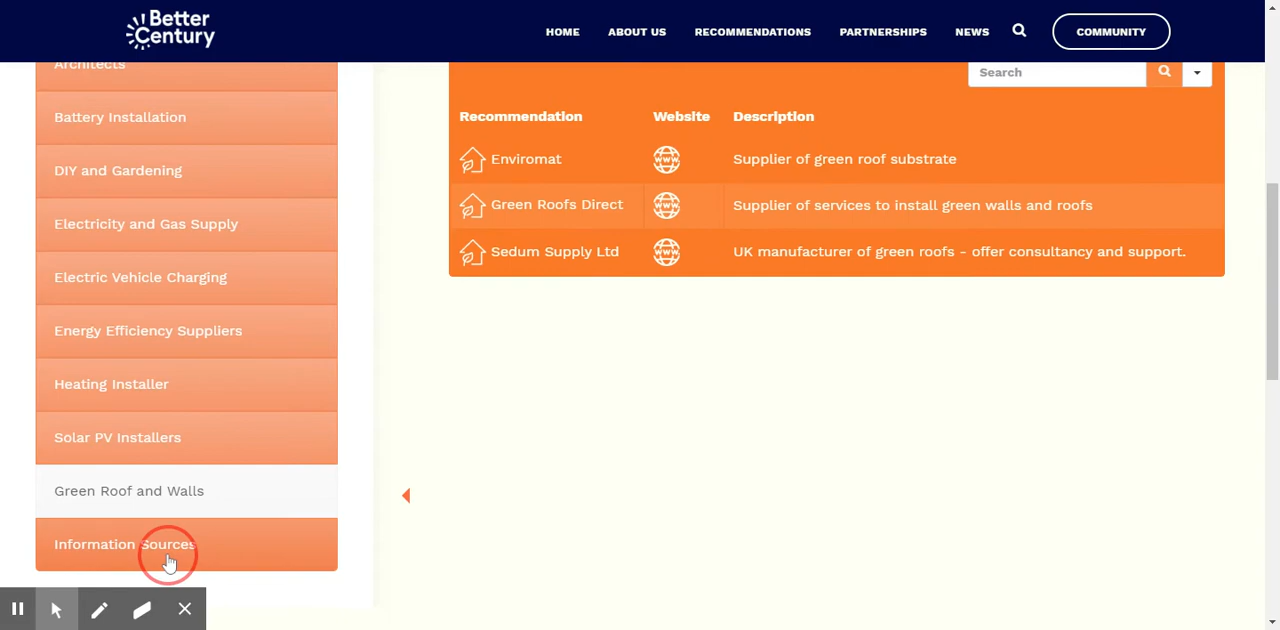 Better
Century
HOME
ABOUT US
RECOMMENDATIONS
PARTNERSHIPS
NEWS
COMMUNITY
Architects
Battery Installation
DIY and Gardening
Electricity and Gas Supply
Electric Vehicle Charging
Energy Efficiency Suppliers
Heating Installer
Solar PV Installers
Green Roof and Walls
Information Sources
Search
Recommendation Website Description
Enviromat WWW Supplier of green roof substrate
Green Roofs Direct WWW Supplier of services to install green walls and roofs
Sedum Supply Ltd WWW UK manufacturer of green roofs - offer consultancy and support.